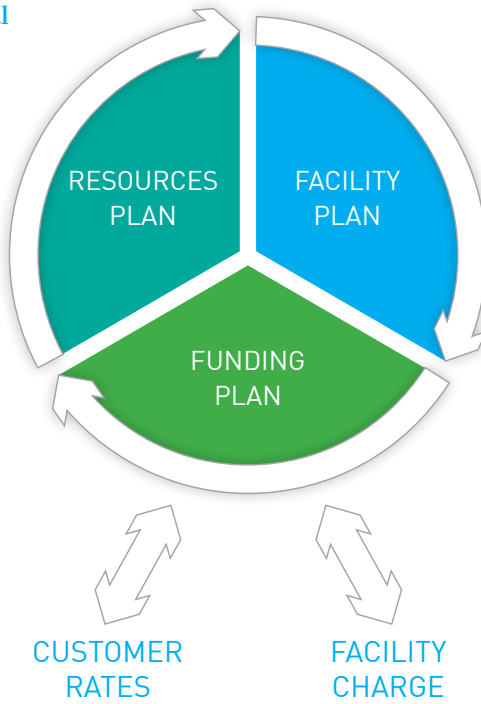 RESOURCES
PLAN
FACILITY
PLAN
FUNDING
PLAN
CUSTOMER
RATES
FACILITY
CHARGE